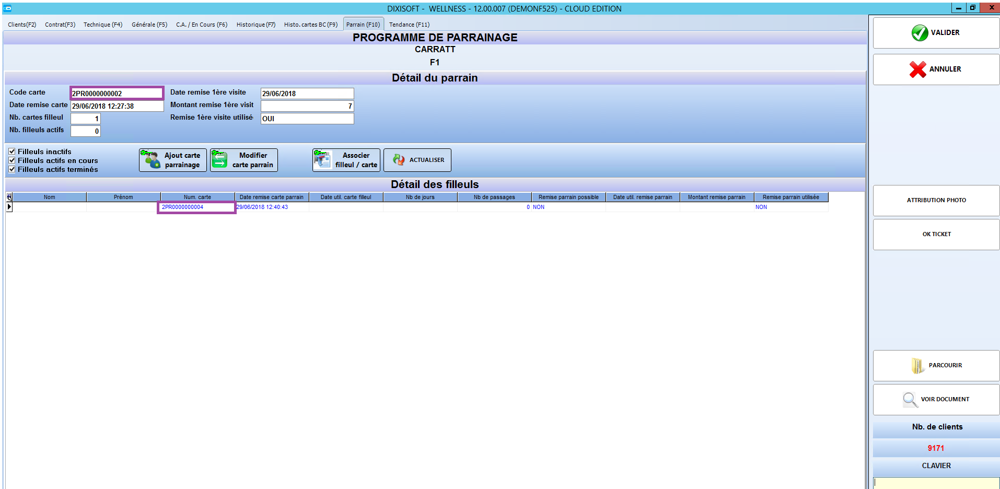 DIXISOFT - WELLNESS - 12.00.007 (DEMONF525) - CLOUD EDITION
Clients(F2) Contrat(F3) Technique (F4) Générale (F5) C.A. / En Cours (F6) Historique (F7) Histo. cartes BC (F9) Parrain (F10) Tendance (F11)
PROGRAMME DE PARRAINAGE
CARRATT
F1
Détail du parrain
Code carte 2PR0000000002 Date remise 1ère visite 29/06/2018
Date remise carte 29/06/2018 12:27:38 Montant remise 1ère visit 7
Nb. cartes filleul 1 Remise 1ère visite utilisé OUI
Nb. filleuls actifs 0
Filleuls inactifs
Filleuls actifs en cours
Filleuls actifs terminés
Ajout carte
parrainage
Modifier
carte parrain
Associer
filleul / carte
ACTUALISER
Détail des filleuls
Nom Prénom Num. carte Date remise carte parrain Date util. carte filleul Nb de jours Nb de passages Remise parrain possible Date util. remise parrain Montant remise parrain Remise parrain utilisée
2PR0000000004 29/06/2018 12:40:43 0 NON NON
VALIDER
ANNULER
ATTRIBUTION PHOTO
OK TICKET
PARCOURIR
VOIR DOCUMENT
Nb. de clients
9171
CLAVIER